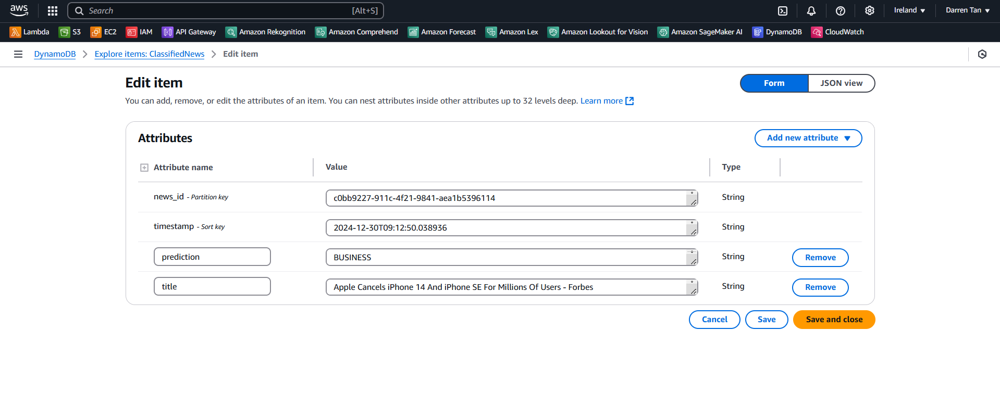 aws Search [Alt+S] Ireland Darren Tan
Lambda S3 EC2 IAM API Gateway Amazon Rekognition Amazon Comprehend Amazon Forecast Amazon Lex Amazon Lookout for Vision Amazon SageMaker AI DynamoDB CloudWatch
DynamoDB Explore items: ClassifiedNews Edit item
Edit item Form JSON view
You can add, remove, or edit the attributes of an item. You can nest attributes inside other attributes up to 32 levels deep. Learn more
Attributes Add new attribute
Attribute name Value Type
news_id - Partition key c0bb9227-911c-4f21-9841-aea1b5396114 String
timestamp - Sort key 2024-12-30T09:12:50.038936 String
prediction BUSINESS String Remove
title Apple Cancels iPhone 14 And iPhone SE For Millions Of Users - Forbes String Remove
Cancel Save Save and close